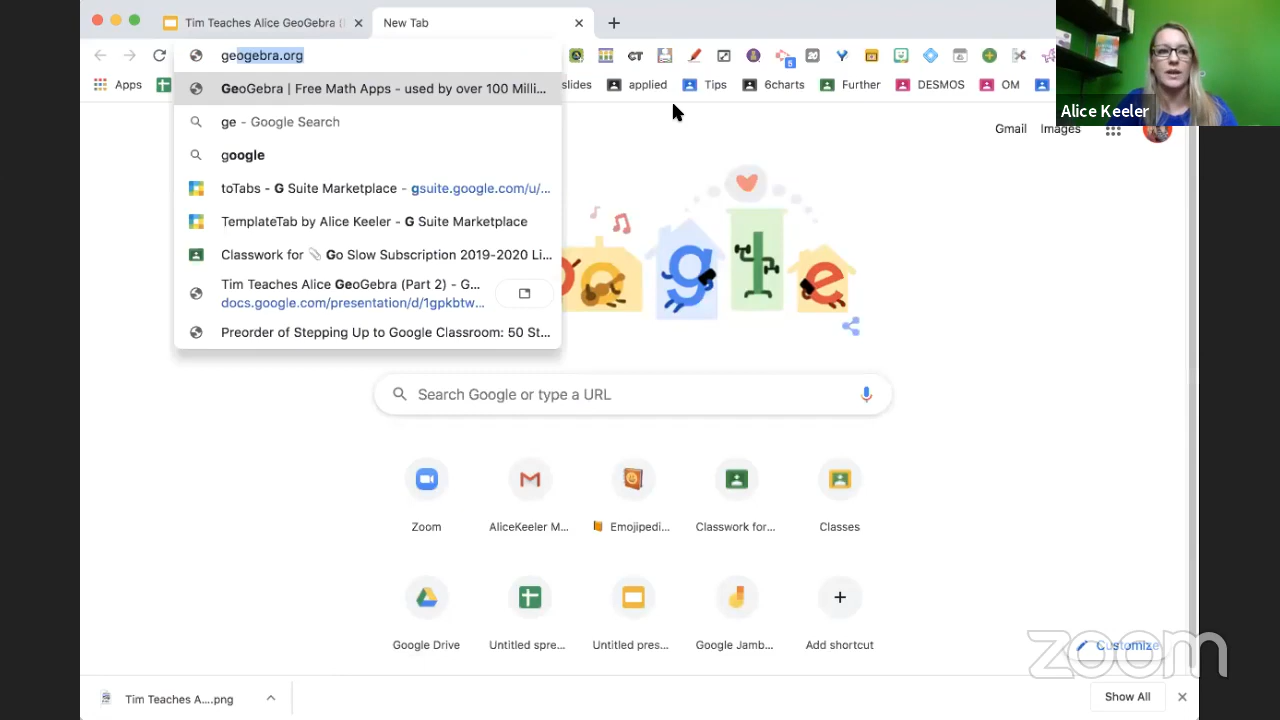 Tim Teaches Alice GeoGebra (
New Tab
geogebra.org
GeoGebra | Free Math Apps - used by over 100 Milli...
ge - Google Search
google
toTabs - G Suite Marketplace - gsuite.google.com/u/...
TemplateTab by Alice Keeler - G Suite Marketplace
Classwork for 📎 Go Slow Subscription 2019-2020 Li...
Tim Teaches Alice GeoGebra (Part 2) - G...
docs.google.com/presentation/d/1gpkbtw...
Preorder of Stepping Up to Google Classroom: 50 St...
Apps
slides
applied
Tips
6charts
Further
DESMOS
OM
CT
5
Alice Keeler
Gmail
Images
g
e
Search Google or type a URL
Zoom
AliceKeeler M...
Emojipedi...
Classwork for...
Classes
Google Drive
Untitled spre...
Untitled pres...
Google Jamb...
Add shortcut
Customize
zoom
Tim Teaches A....png
Show All